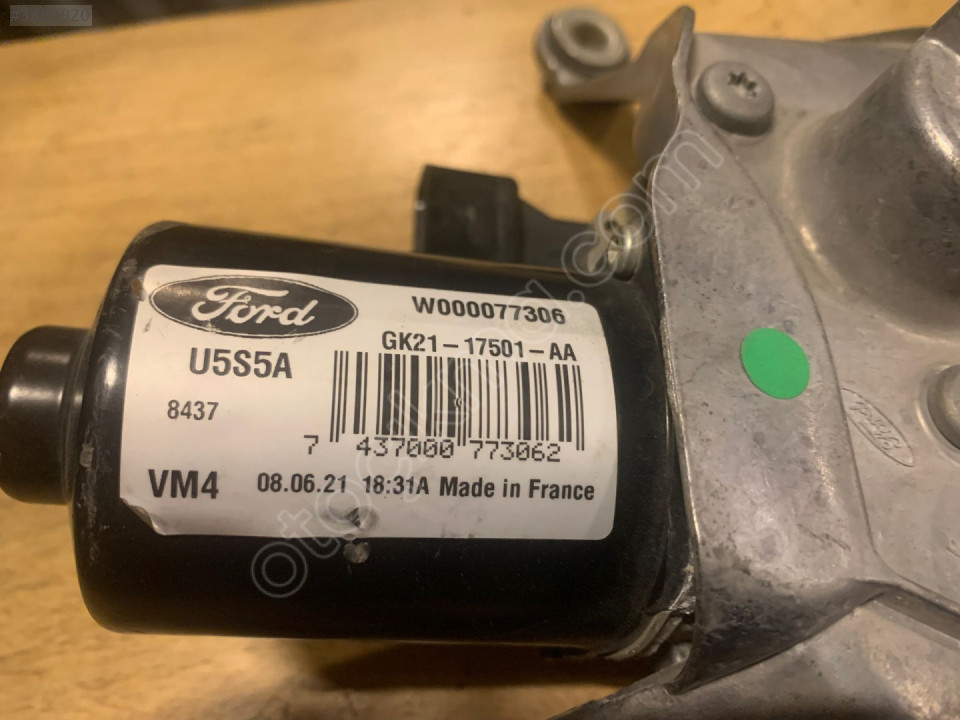 Ford
W000077306
GK21-17501-AA
U5S5A
8437
7 437000 773062
VM4 08.06.21 18:31A Made in France
Ford